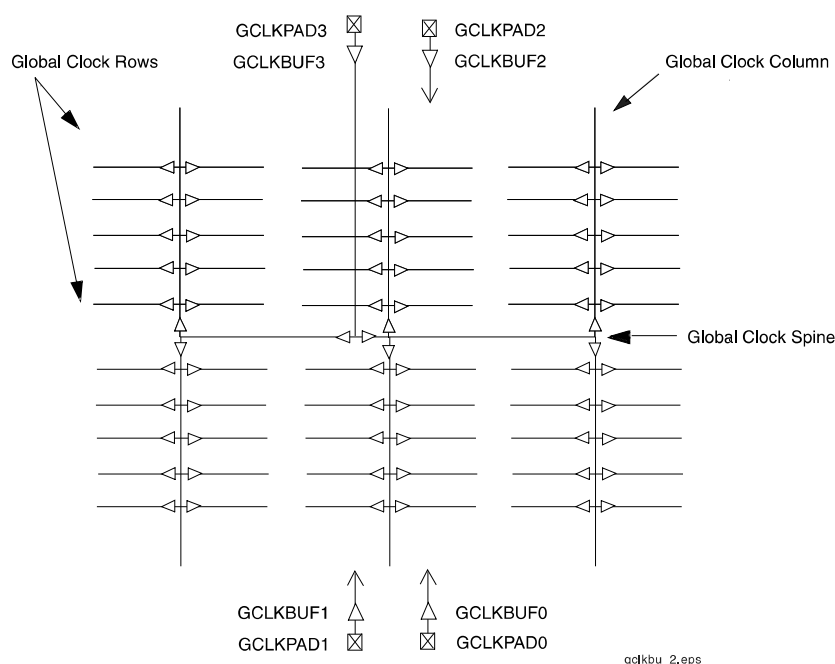 GCLKPAD3
GCLKPAD2
GCLKBUF3
GCLKBUF2
Global Clock Rows
Global Clock Column
Global Clock Spine
GCLKBUF1
GCLKBUF0
GCLKPAD1
GCLKPAD0
gclkbu_2.eps